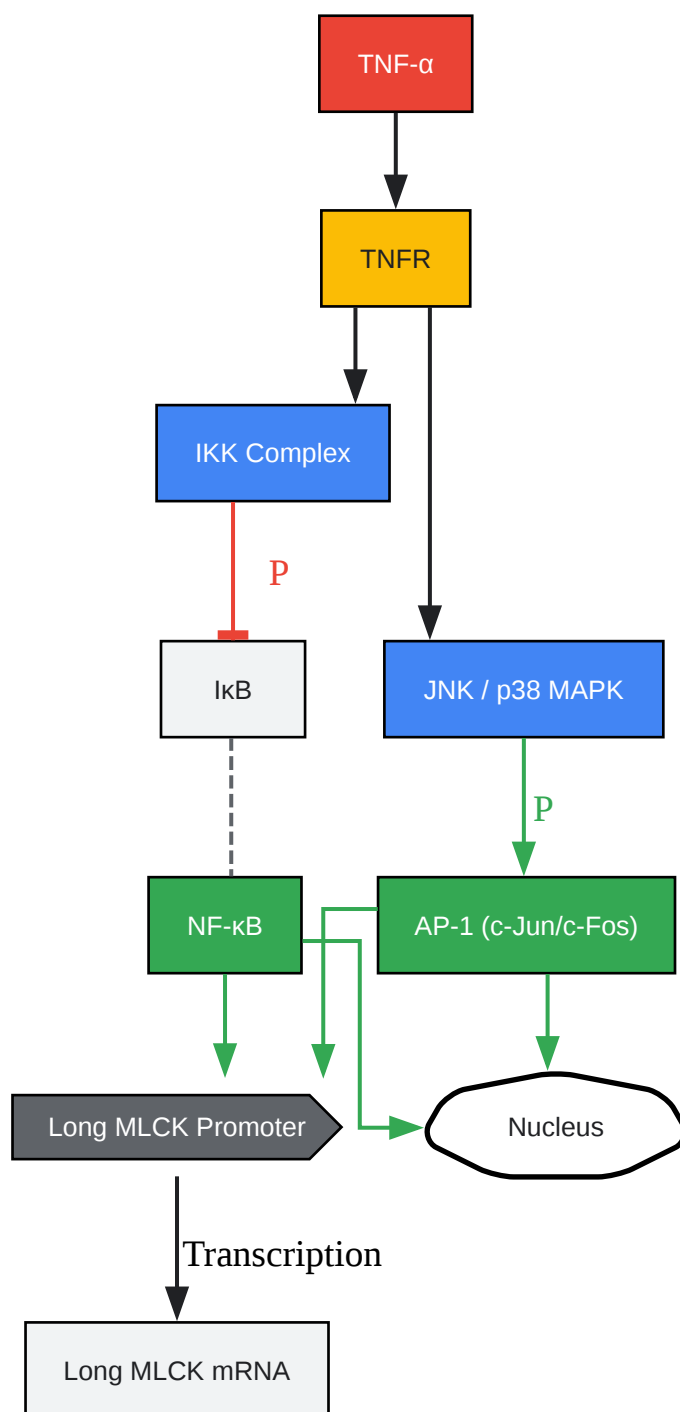 TNF-α
TNFR
IKK Complex
P
IκB
JNK / p38 MAPK
P
NF-κB
AP-1 (c-Jun/c-Fos)
Long MLCK Promoter
Nucleus
Transcription
Long MLCK mRNA